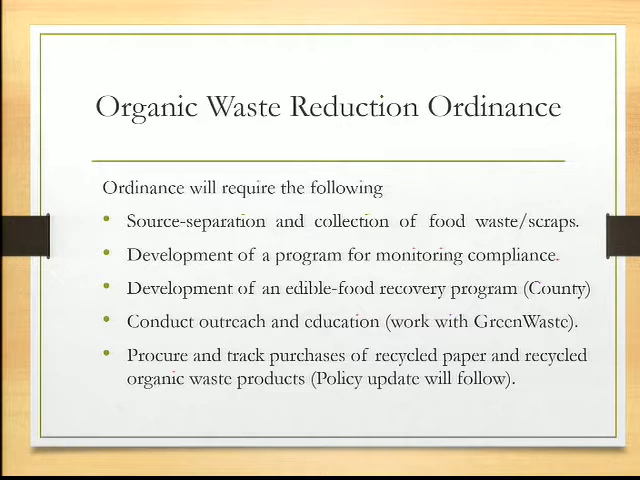 Organic Waste Reduction Ordinance
Ordinance will require the following
• Source-separation and collection of food waste/scraps.
• Development of a program for monitoring compliance.
• Development of an edible-food recovery program (County)
• Conduct outreach and education (work with GreenWaste).
• Procure and track purchases of recycled paper and recycled
organic waste products (Policy update will follow).